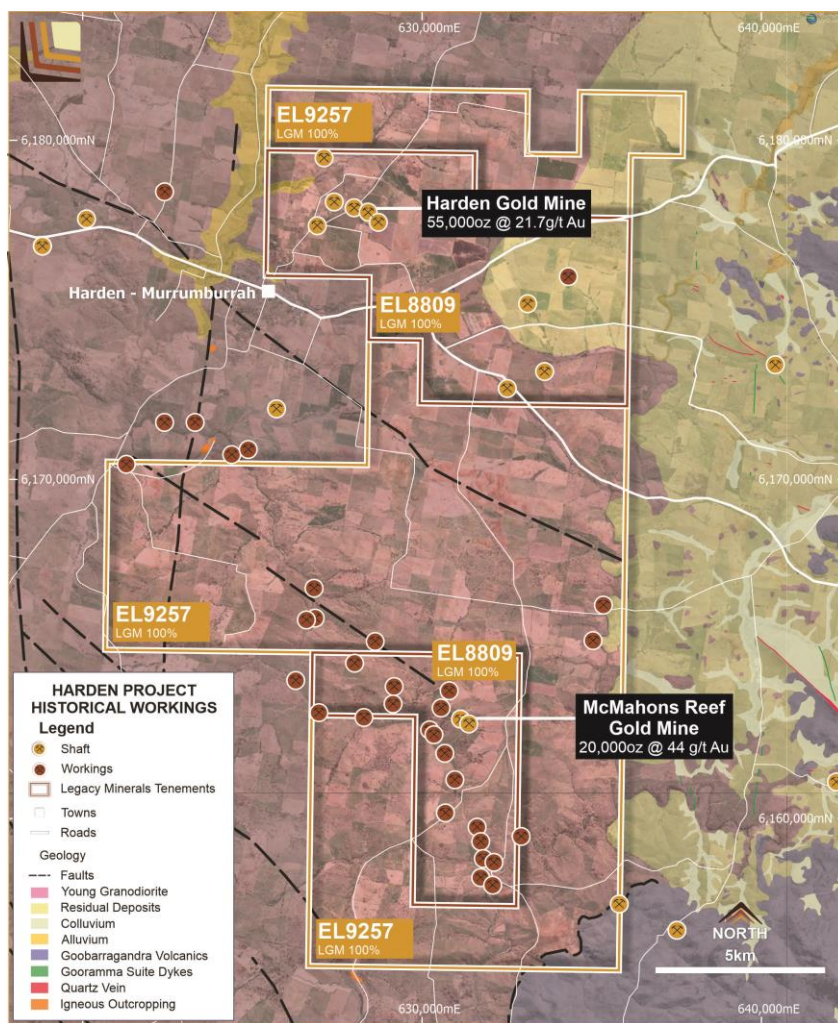 630,000mE
640,000mE
EL9257
LGM 100%
6,180,000mN
6,180,000mN
Harden Gold Mine
55,000oz @ 21.7g/t Au
Harden - Murrumburrah
EL8809
LGM 100%
6,170,000mN
6,170,000mN
EL9257
LGM 100%
EL8809
LGM 100%
McMahons Reef
Gold Mine
20,000oz @ 44 g/t Au
HARDEN PROJECT
HISTORICAL WORKINGS
Legend
Shaft
Workings
Legacy Minerals Tenements
Towns
Roads
Geology
Faults
Young Granodiorite
Residual Deposits
Colluvium
Alluvium
Goobarragandra Volcanics
Gooramma Suite Dykes
Quartz Vein
Igneous Outcropping
6,160,000mN
EL9257
LGM 100%
NORTH
5km
630,000mE
640,000mE